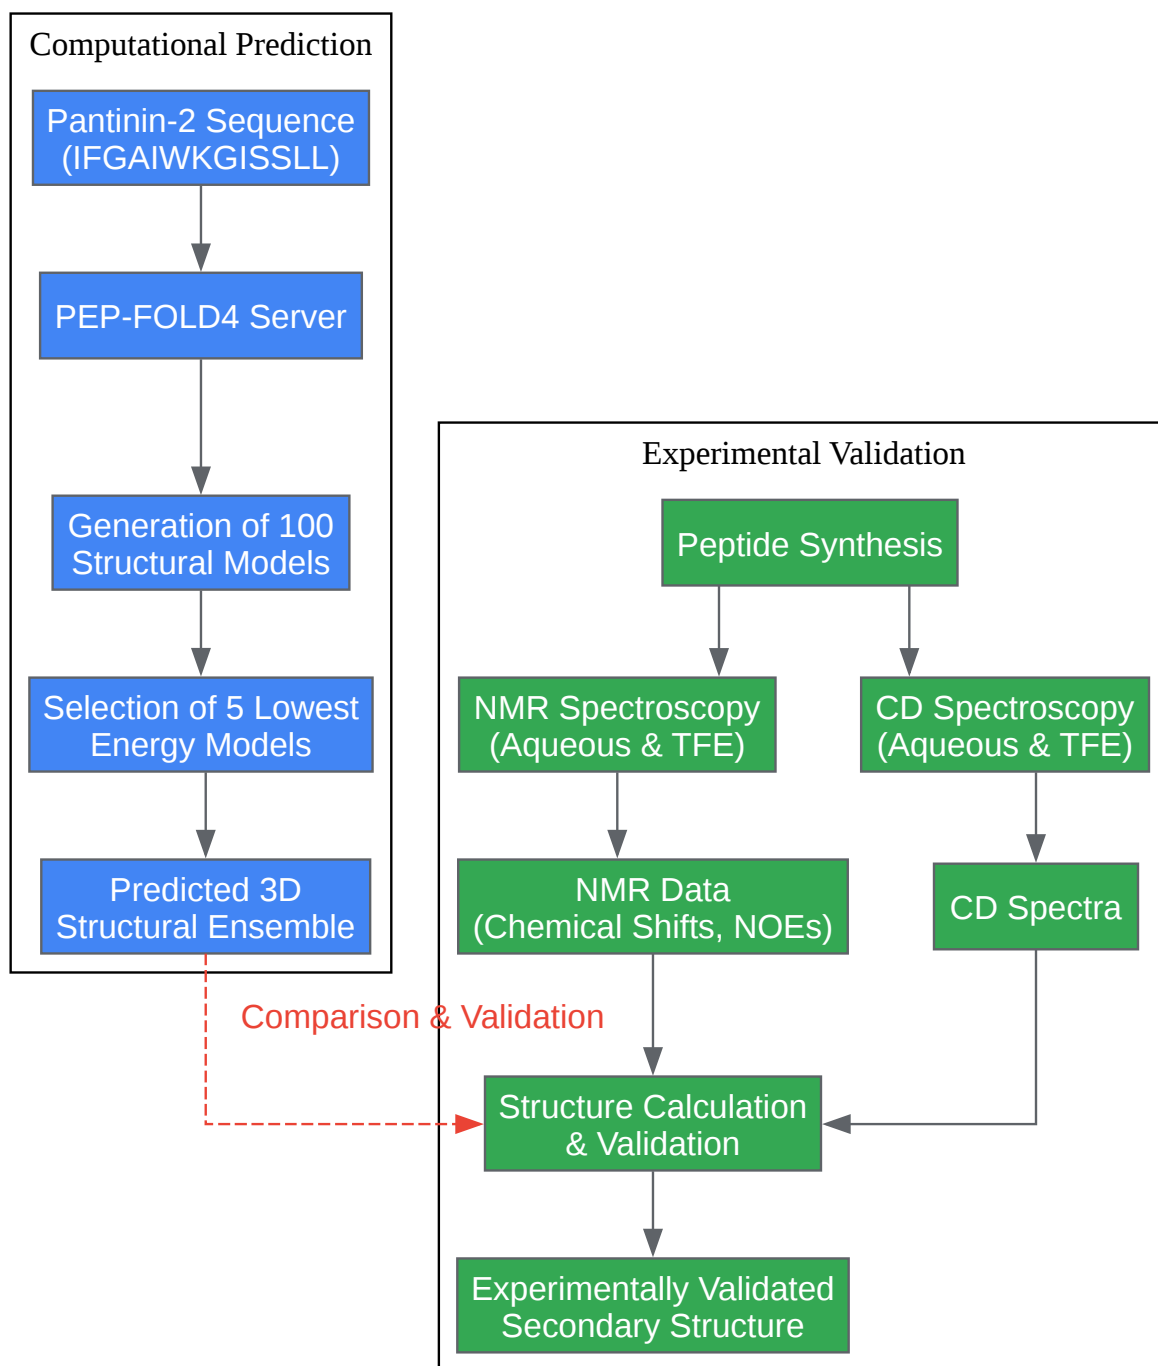 Computational Prediction
Pantinin-2 Sequence
(IFGAIWKGISSLL)
PEP-FOLD4 Server
Generation of 100
Structural Models
Selection of 5 Lowest
Energy Models
Predicted 3D
Structural Ensemble
Comparison & Validation
Experimental Validation
Peptide Synthesis
NMR Spectroscopy
(Aqueous & TFE)
CD Spectroscopy
(Aqueous & TFE)
NMR Data
(Chemical Shifts, NOEs)
CD Spectra
Structure Calculation
& Validation
Experimentally Validated
Secondary Structure